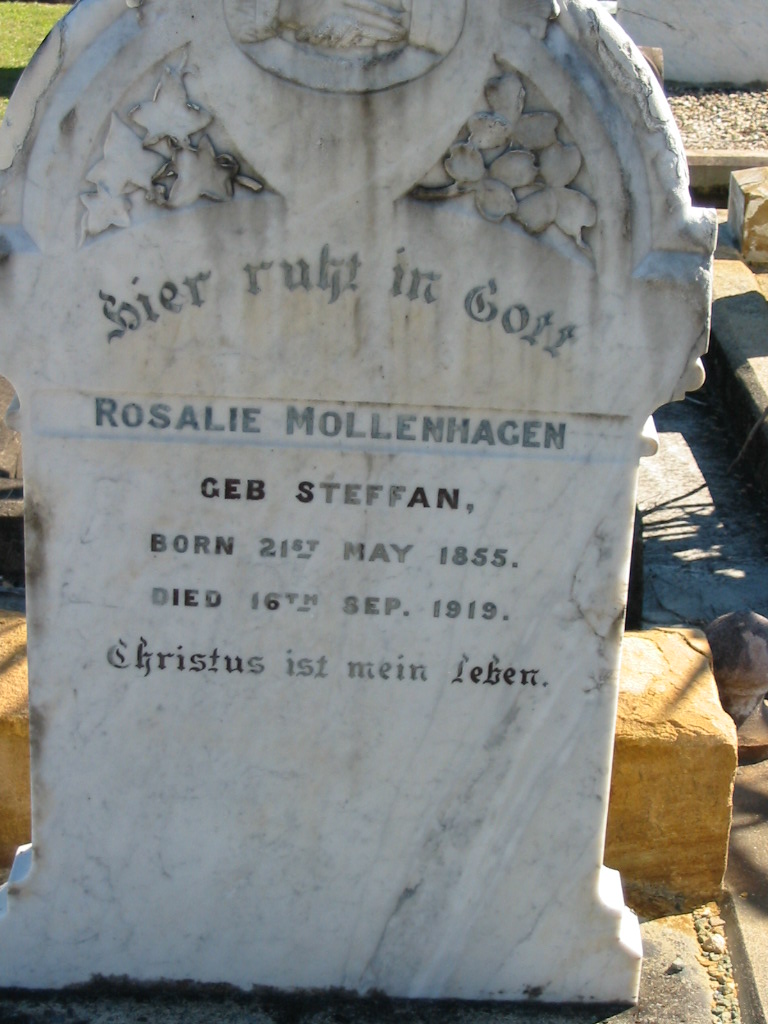 Hier ruht in Gott
ROSALIE MOLLENHAGEN
GEB STEFFAN,
BORN 21ST MAY 1855.
DIED 16TH SEP. 1919.
Christus ist mein Leben.